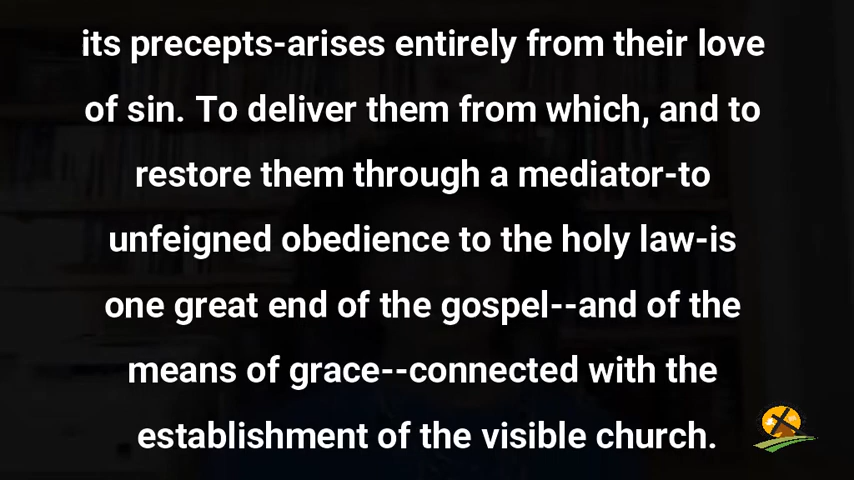 its precepts-arises entirely from their love
of sin. To deliver them from which, and to
restore them through a mediator-to
unfeigned obedience to the holy law-is
one great end of the gospel--and of the
means of grace--connected with the
establishment of the visible church.